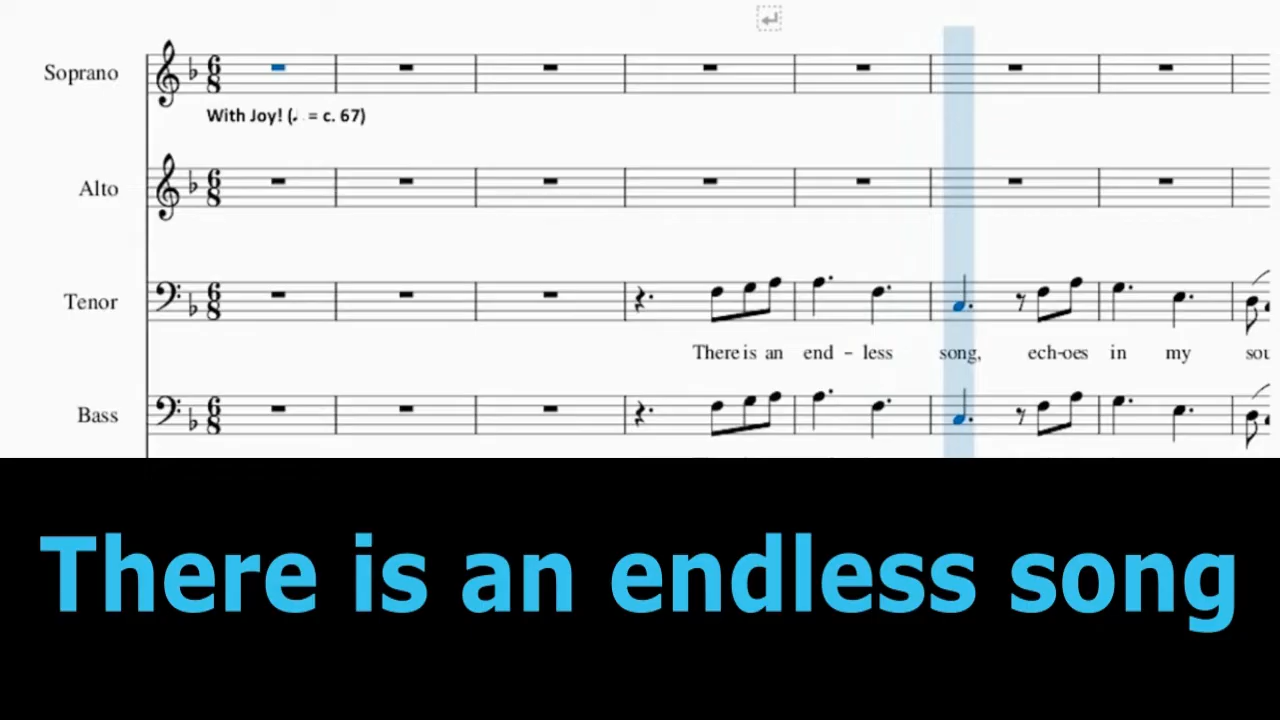 Soprano
With Joy! (♩. = c. 67)
Alto
Tenor
There is an end - less song, ech-oes in my
Bass
There is an endless song